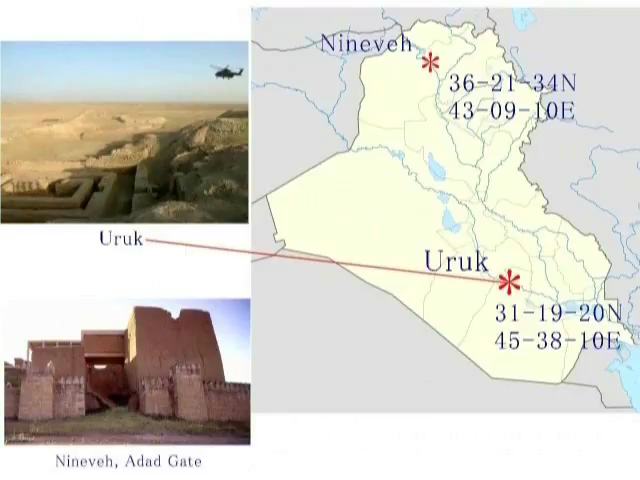 Nineveh
36-21-34N
43-09-10E
Uruk
Uruk
31-19-20N
45-38-10E
Nineveh, Adad Gate